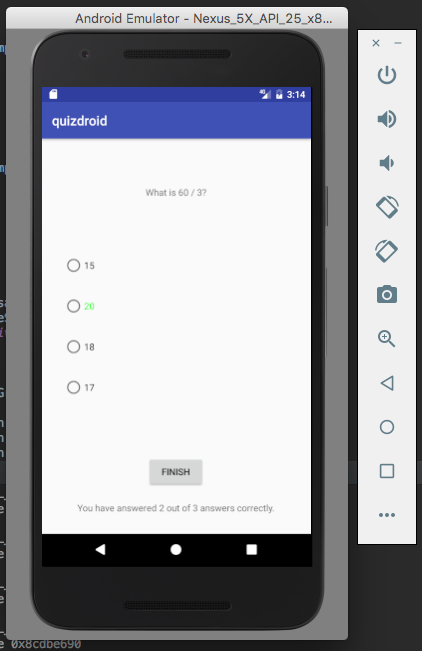 Android Emulator - Nexus_5X_API_25_x8...
3:14
quizdroid
What is 60 / 3?
15
20
18
17
FINISH
You have answered 2 out of 3 answers correctly.
0x8cdbe690